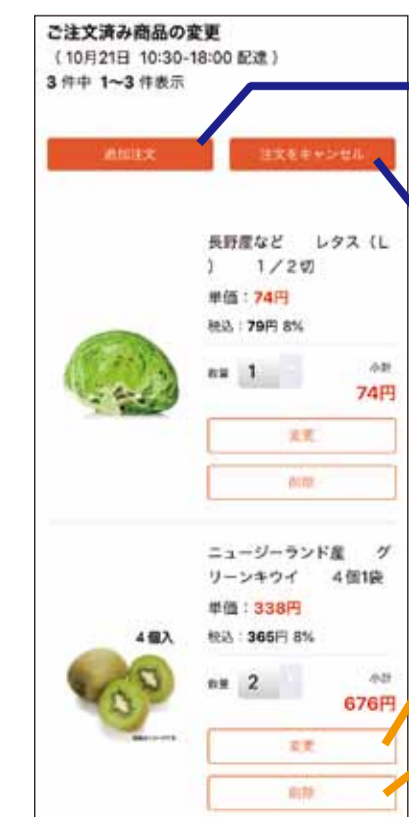 ご注文済み商品の変更
（10月21日 10:30-18:00 配達）
3 件中 1〜3 件表示
追加注文 注文をキャンセル
長野産など レタス（L
） 1／2切
単価：74円
税込：79円 8%
数量 1 小計
74円
変更
削除
ニュージーランド産 グ
リーンキウイ 4個1袋
単価：338円
4個入 税込：365円 8%
数量 2 小計
676円
変更
削除